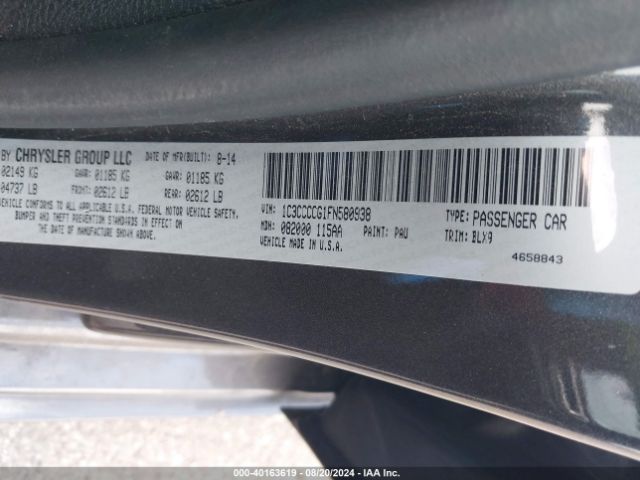 BY CHRYSLER GROUP LLC DATE OF MFR(BUILT): 8-14
02149 KG GAWR: 01185 KG GAWR: 01185 KG
04737 LB FRONT: 02612 LB REAR: 02612 LB
VEHICLE CONFORMS TO ALL APPLICABLE U.S.A. FEDERAL MOTOR VEHICLE SAFETY,
BUMPER AND THEFT PREVENTION STANDARDS IN EFFECT ON
THE DATE OF MANUFACTURE SHOWN ABOVE.
VIN: 1C3CCCCG1FN580938 TYPE: PASSENGER CAR
MDH: 082000 115AA PAINT: PAU TRIM: BLX9
VEHICLE MADE IN U.S.A.
4658843
000-40163619 - 08/20/2024 - IAA Inc.